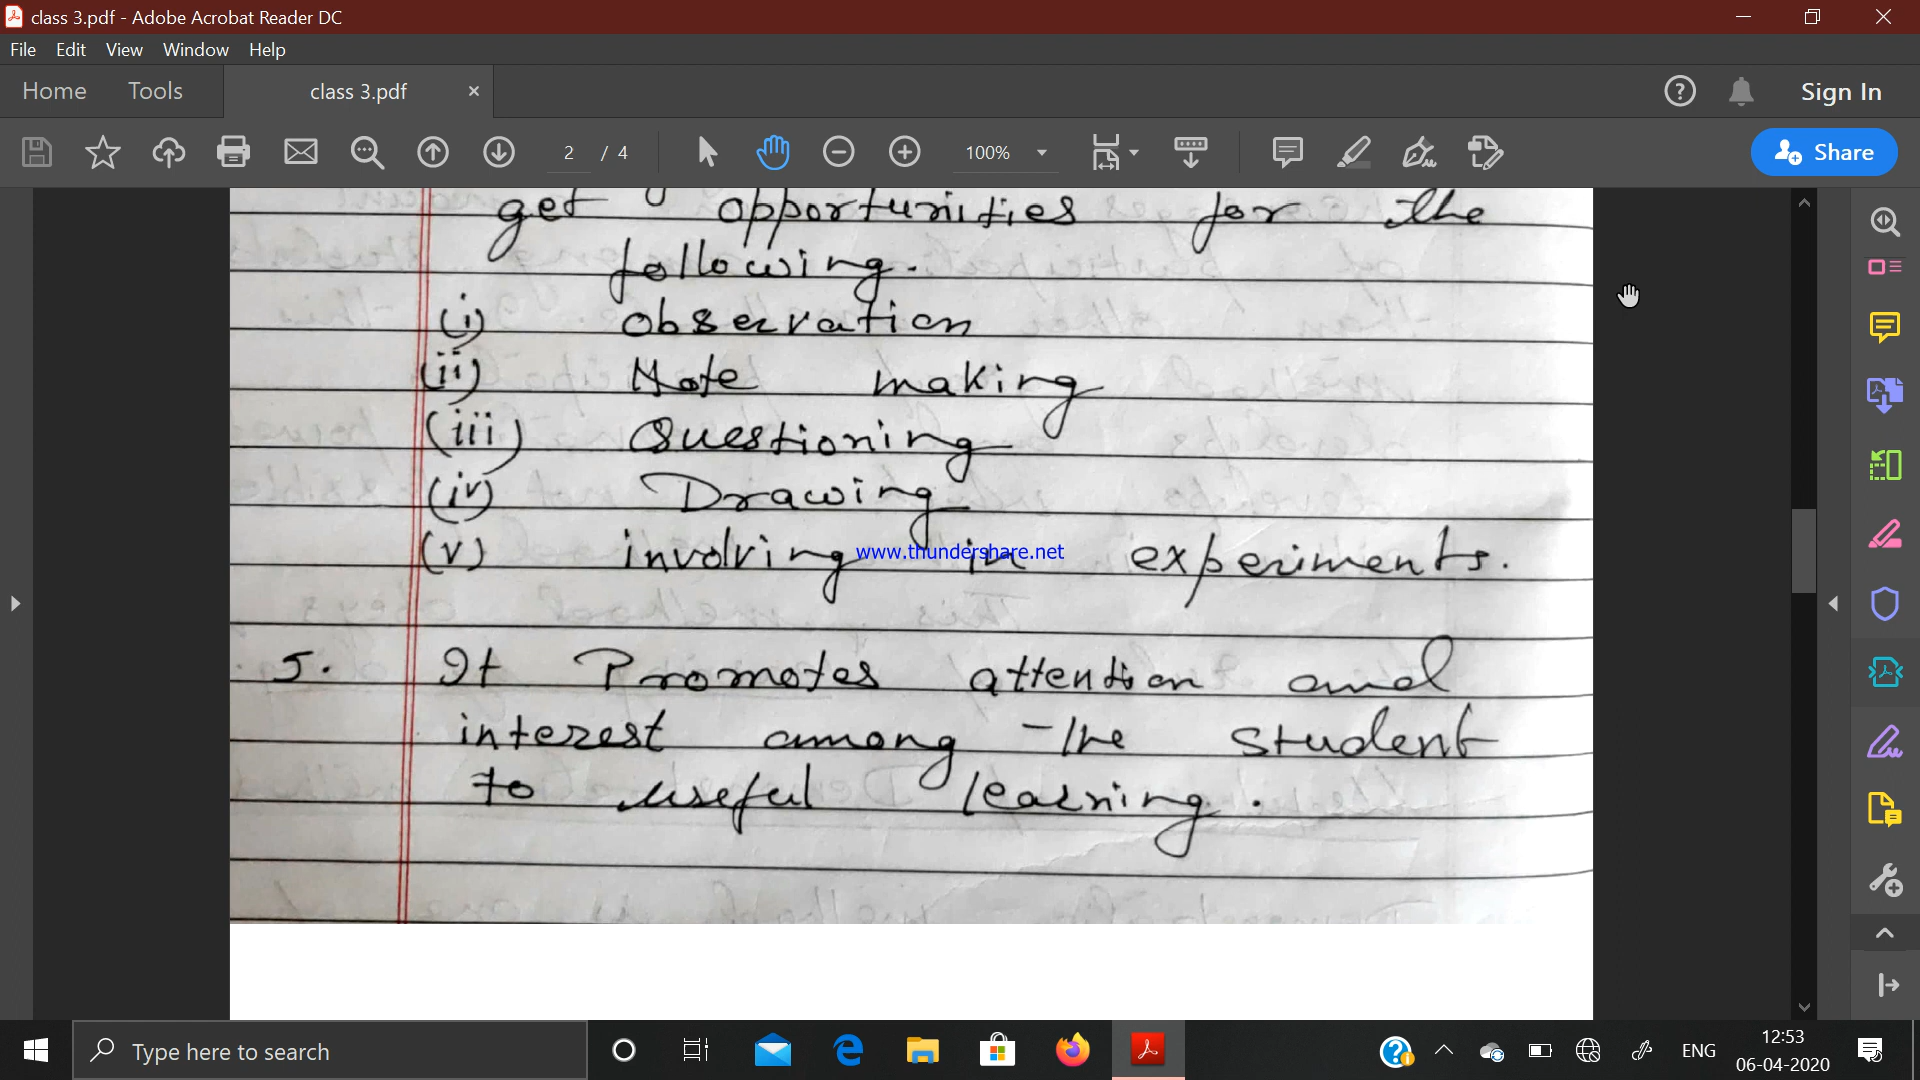 class 3.pdf - Adobe Acrobat Reader DC
File Edit View Window Help
Home Tools class 3.pdf × Sign In
2 / 4 100% Share
get opportunities for the
following.
(i) observation
(ii) Note making
(iii) Questioning
(iv) Drawing
(v) involving in experiments.
www.thundershare.net
5. It Promotes attention and
interest among the student
to useful learning.
Type here to search
ENG
12:53
06-04-2020